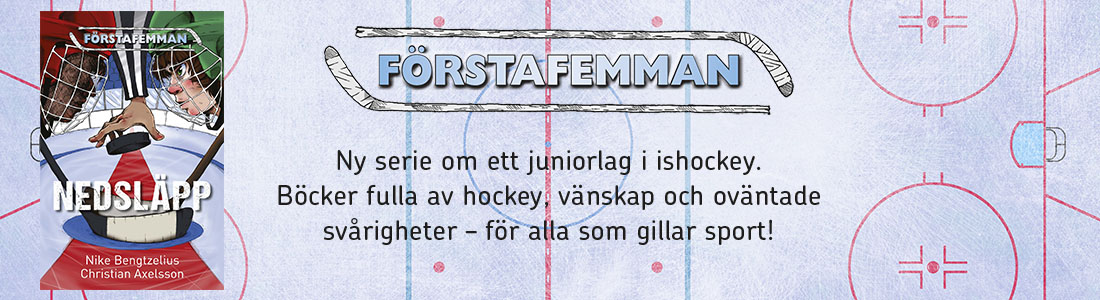 FÖRSTAFEMMAN
NEDSLÄPP
Nike Bengtzelius
Christian Axelsson
FÖRSTAFEMMAN
Ny serie om ett juniorlag i ishockey.
Böcker fulla av hockey, vänskap och oväntade
svårigheter – för alla som gillar sport!